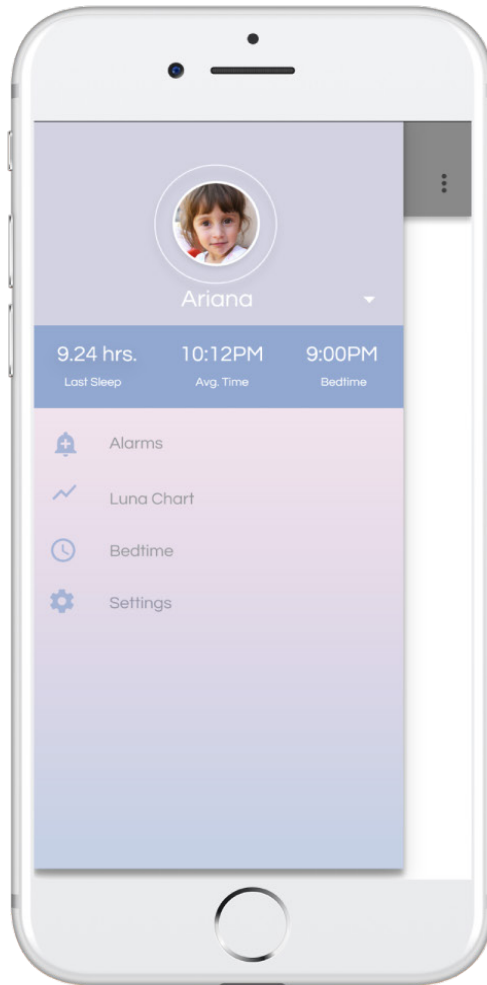 Ariana
9.24 hrs. 10:12PM 9:00PM
Last Sleep Avg. Time Bedtime
Alarms
Luna Chart
Bedtime
Settings